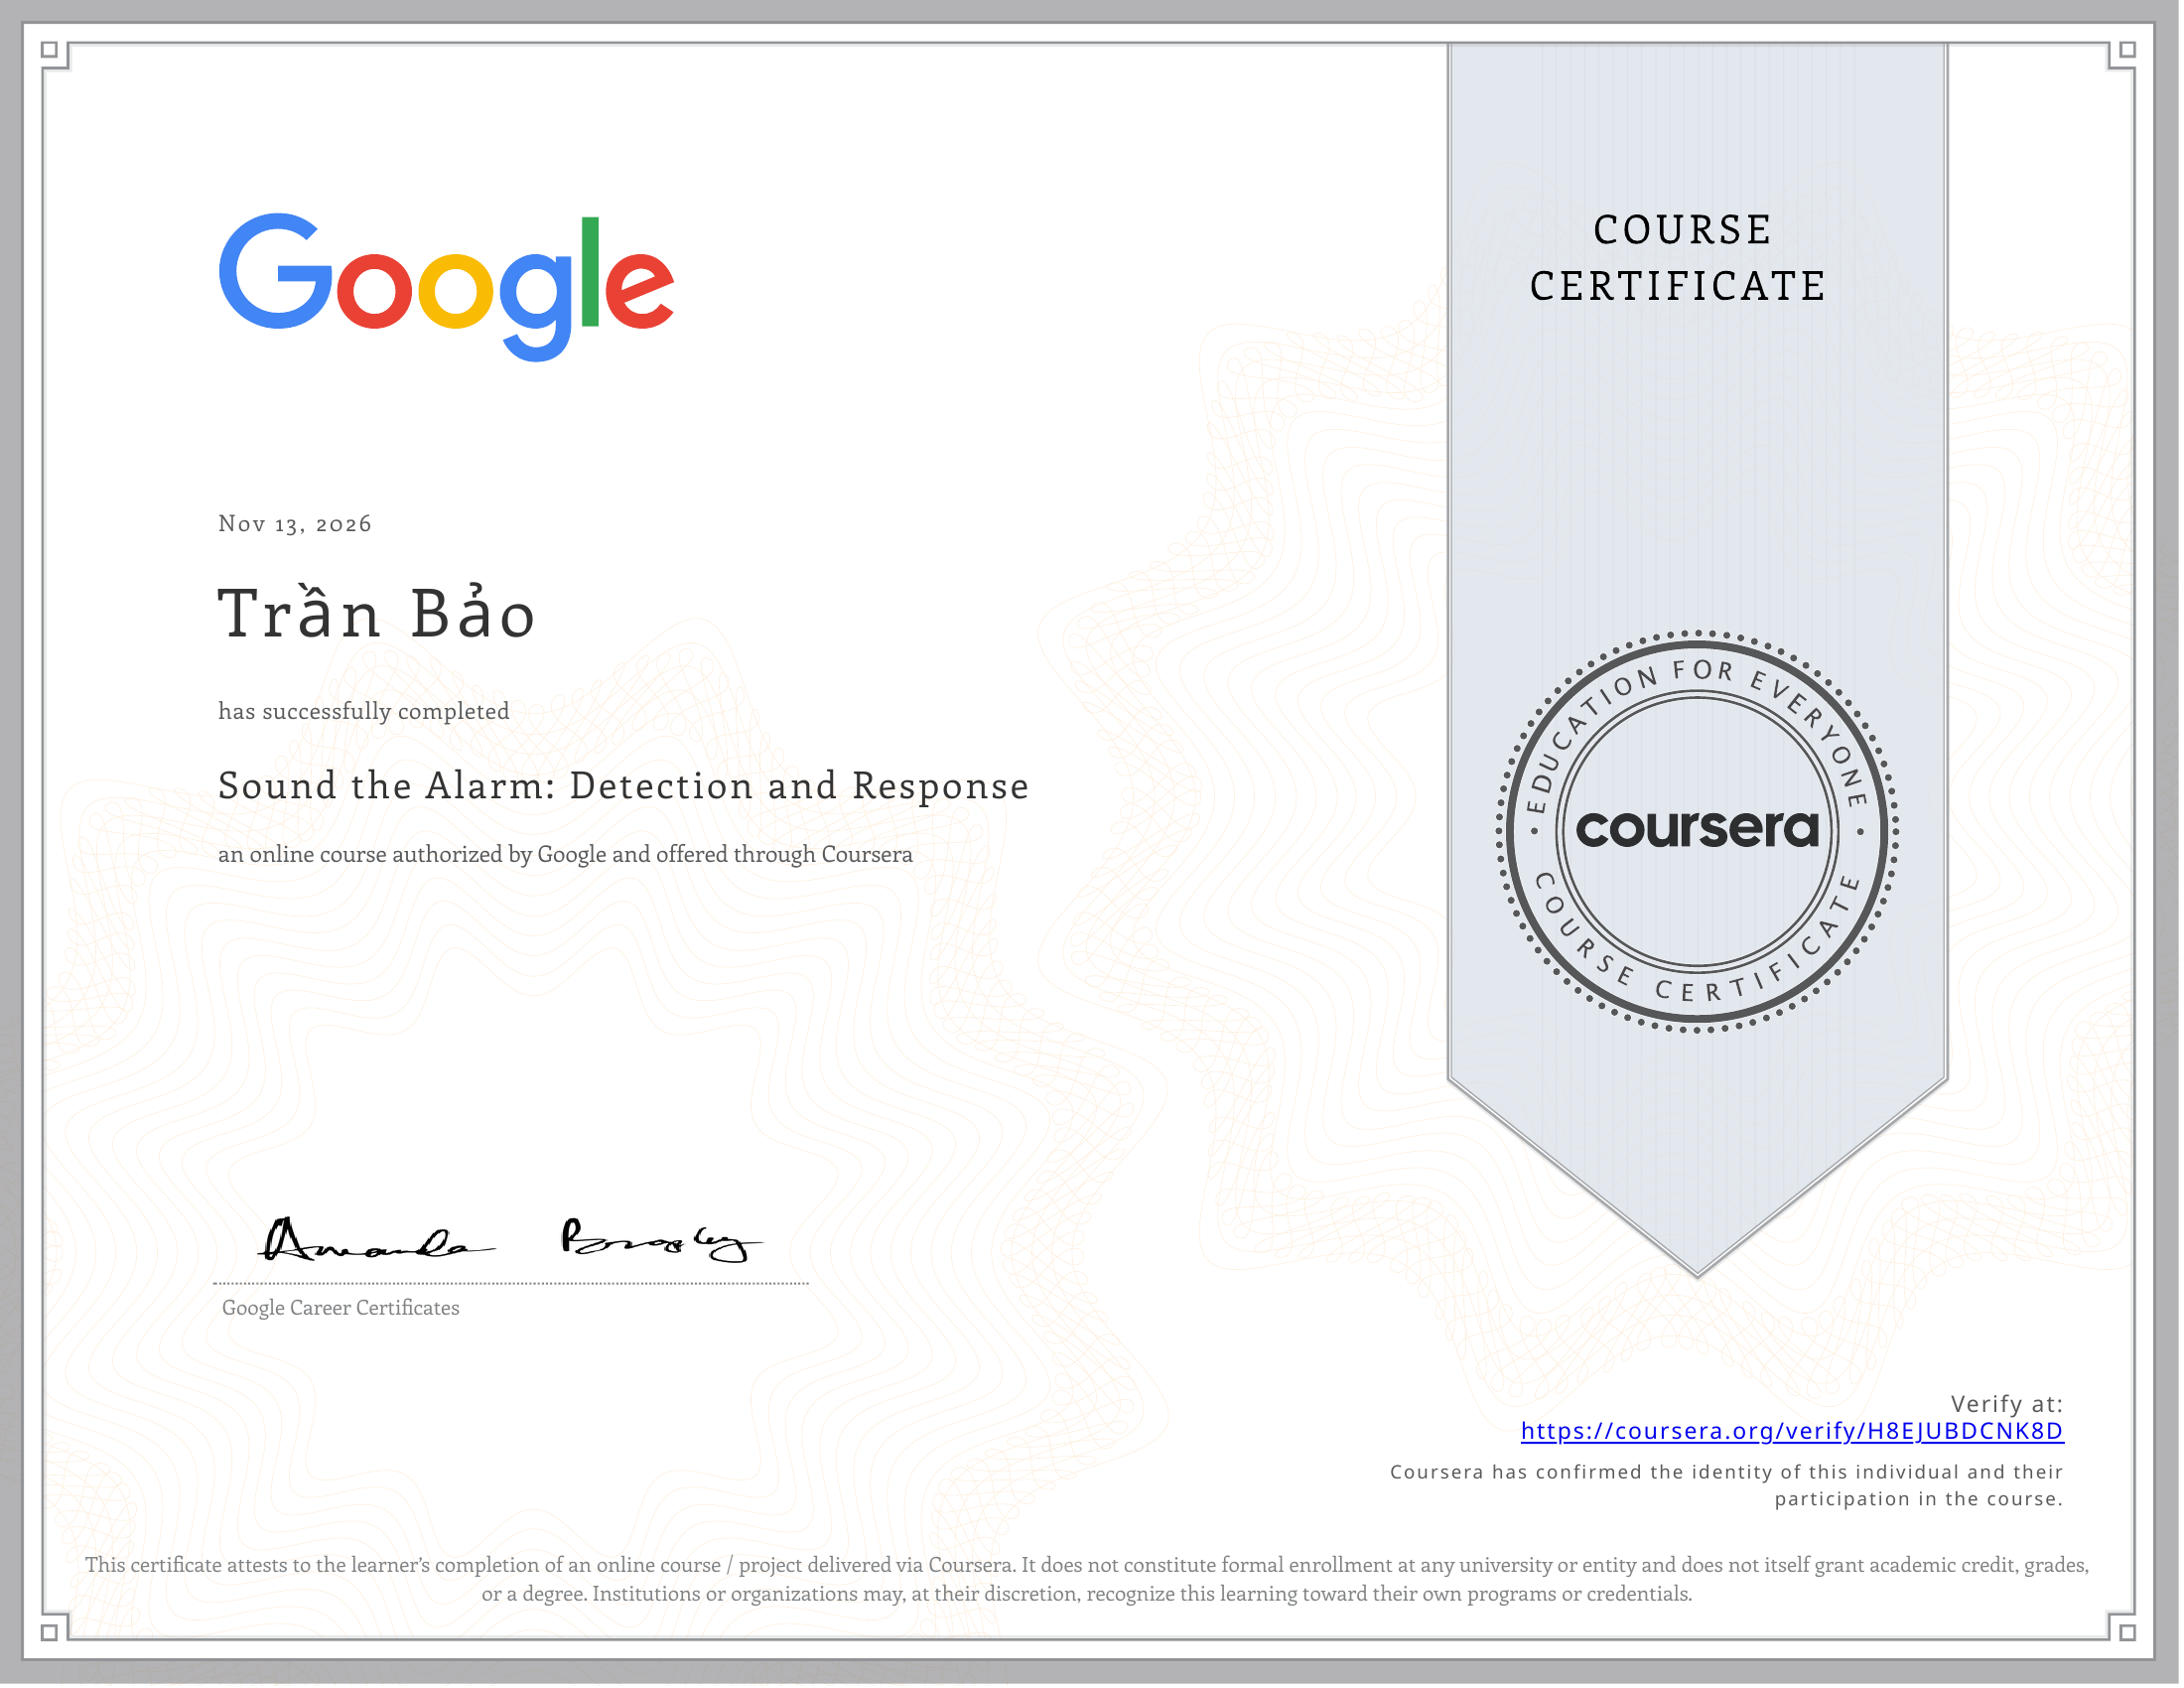 Google
COURSE
CERTIFICATE
Nov 13, 2026
Trần Bảo
has successfully completed
Sound the Alarm: Detection and Response
an online course authorized by Google and offered through Coursera
EDUCATION FOR EVERYONE
coursera
COURSE CERTIFICATE
Amanda Brophy
Google Career Certificates
Verify at:
https://coursera.org/verify/H8EJUBDCNK8D
Coursera has confirmed the identity of this individual and their
participation in the course.
This certificate attests to the learner's completion of an online course / project delivered via Coursera. It does not constitute formal enrollment at any university or entity and does not itself grant academic credit, grades,
or a degree. Institutions or organizations may, at their discretion, recognize this learning toward their own programs or credentials.